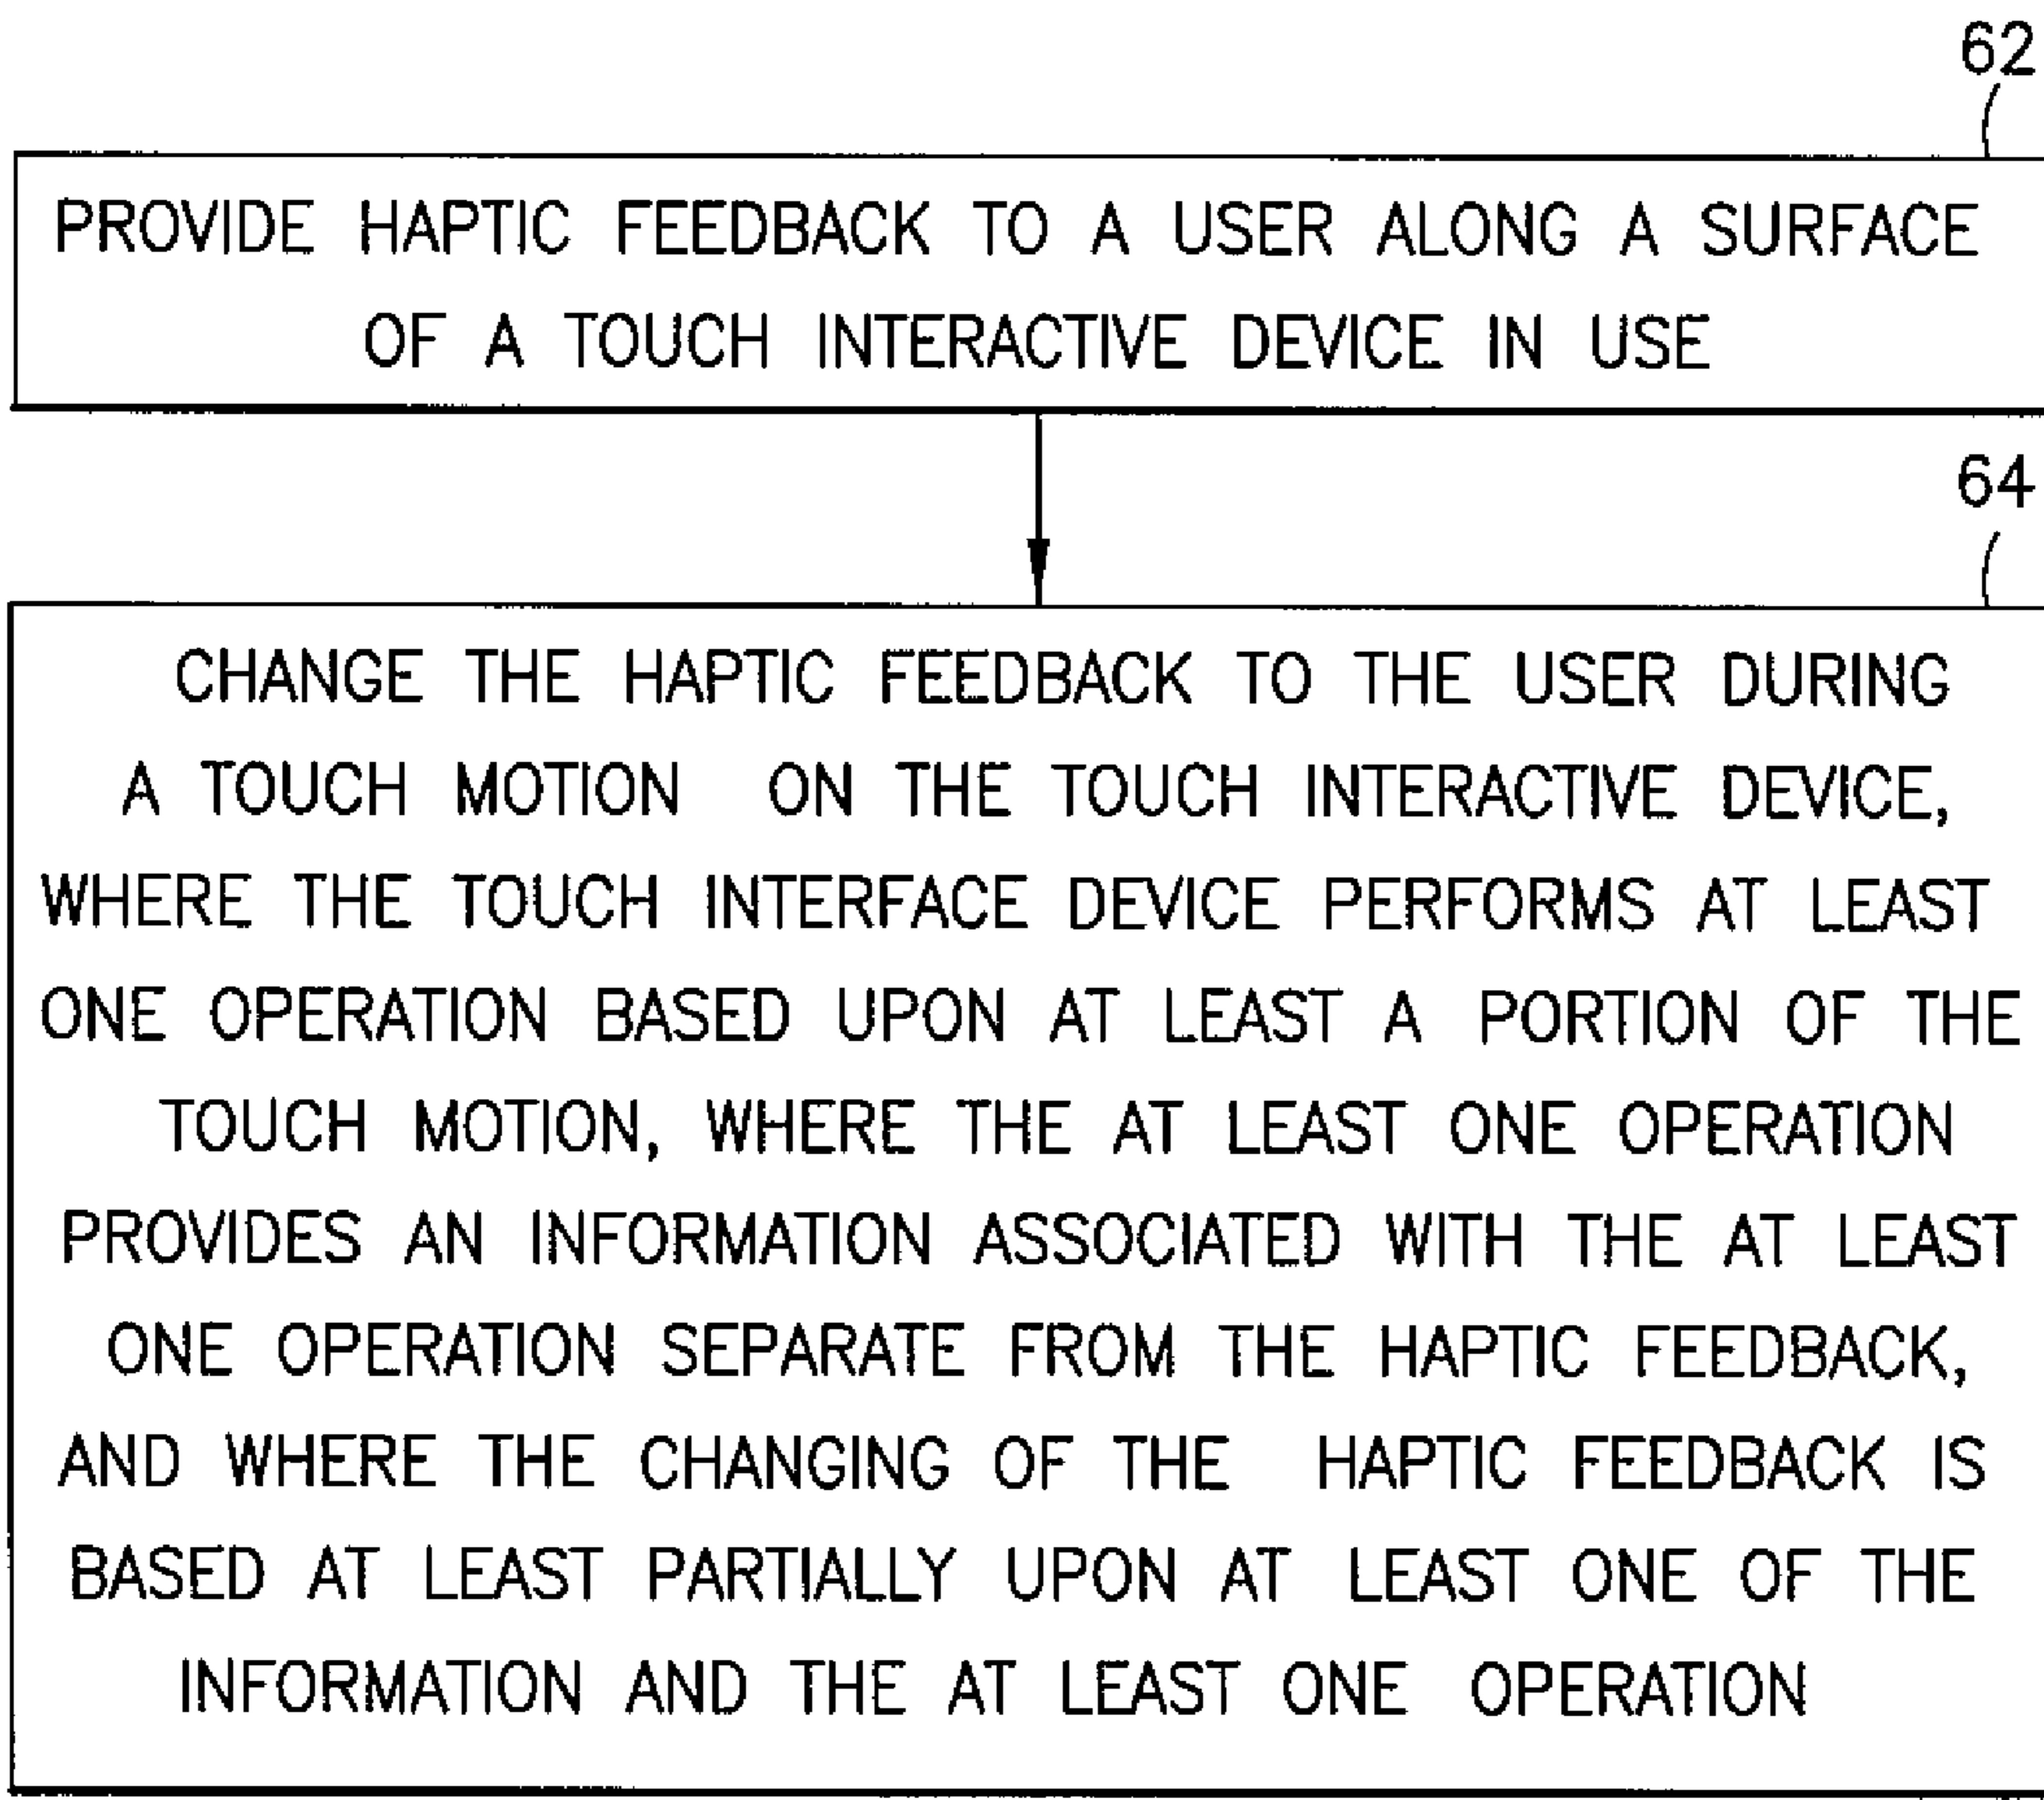 62
PROVIDE HAPTIC FEEDBACK TO A USER ALONG A SURFACE
OF A TOUCH INTERACTIVE DEVICE IN USE
64
CHANGE THE HAPTIC FEEDBACK TO THE USER DURING
A TOUCH MOTION ON THE TOUCH INTERACTIVE DEVICE,
WHERE THE TOUCH INTERFACE DEVICE PERFORMS AT LEAST
ONE OPERATION BASED UPON AT LEAST A PORTION OF THE
TOUCH MOTION, WHERE THE AT LEAST ONE OPERATION
PROVIDES AN INFORMATION ASSOCIATED WITH THE AT LEAST
ONE OPERATION SEPARATE FROM THE HAPTIC FEEDBACK,
AND WHERE THE CHANGING OF THE HAPTIC FEEDBACK IS
BASED AT LEAST PARTIALLY UPON AT LEAST ONE OF THE
INFORMATION AND THE AT LEAST ONE OPERATION